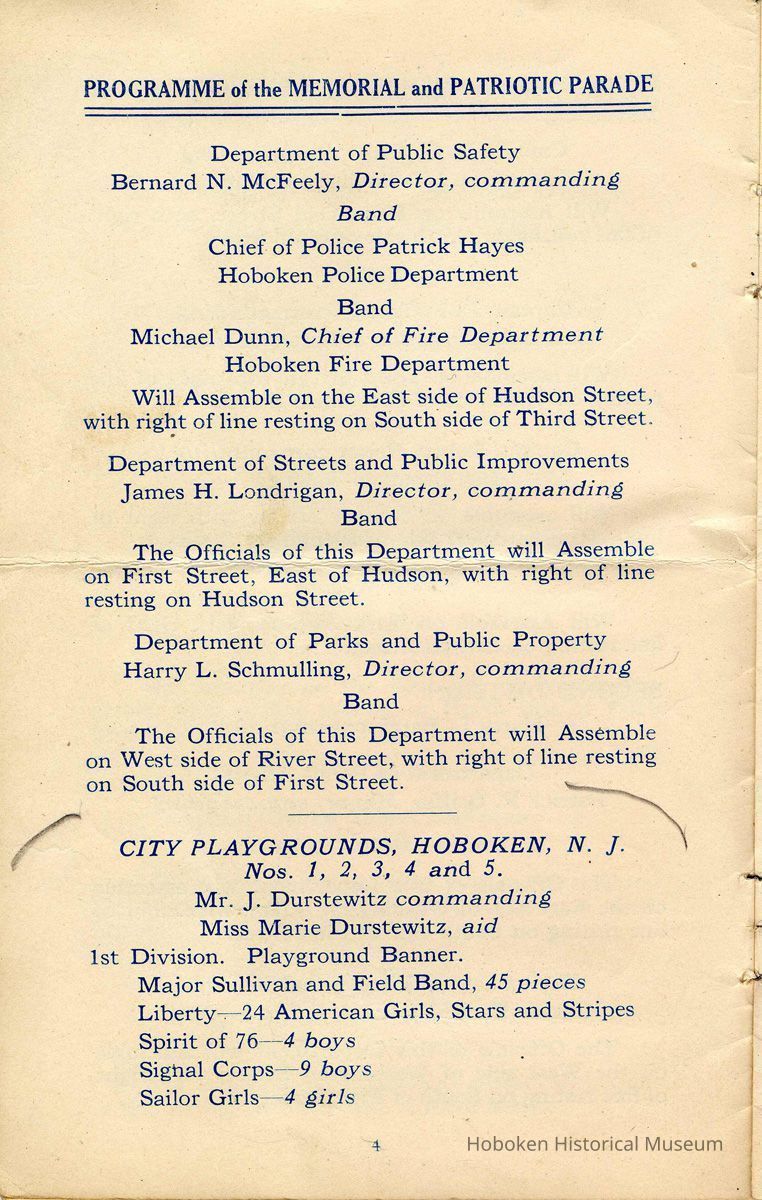 PROGRAMME of the MEMORIAL and PATRIOTIC PARADE
Department of Public Safety
Bernard N. McFeely, Director, commanding
Band
Chief of Police Patrick Hayes
Hoboken Police Department
Band
Michael Dunn, Chief of Fire Department
Hoboken Fire Department
Will Assemble on the East side of Hudson Street,
with right of line resting on South side of Third Street.
Department of Streets and Public Improvements
James H. Londrigan, Director, commanding
Band
The Officials of this Department will Assemble
on First Street, East of Hudson, with right of line
resting on Hudson Street.
Department of Parks and Public Property
Harry L. Schmulling, Director, commanding
Band
The Officials of this Department will Assemble
on West side of River Street, with right of line resting
on South side of First Street.
CITY PLAYGROUNDS, HOBOKEN, N. J.
Nos. 1, 2, 3, 4 and 5.
Mr. J. Durstewitz commanding
Miss Marie Durstewitz, aid
1st Division. Playground Banner.
Major Sullivan and Field Band, 45 pieces
Liberty—24 American Girls, Stars and Stripes
Spirit of 76—4 boys
Signal Corps—9 boys
Sailor Girls—4 girls
4
Hoboken Historical Museum